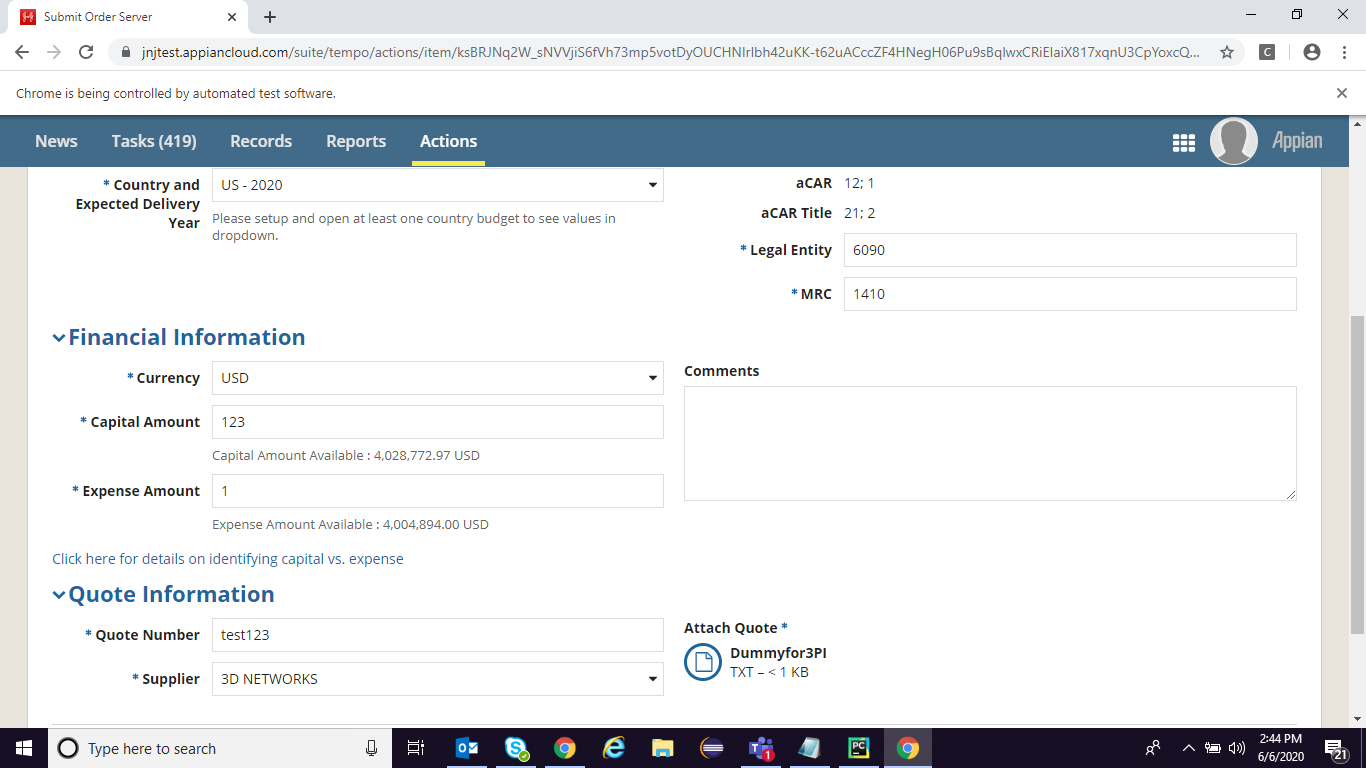 Submit Order Server
jnjtest.appiancloud.com/suite/tempo/actions/item/ksBRJNq2W_sNVVjiS6fVh73mp5votDyOUCHNIrIbh42uKK-t62uACccZF4HNegH06Pu9sBqlwxCRiElaiX817xqnU3CpYoxcQ...
C
Chrome is being controlled by automated test software.
News Tasks (419) Records Reports Actions Appian
* Country and Expected Delivery Year
US - 2020
Please setup and open at least one country budget to see values in
dropdown.
aCAR 12; 1
aCAR Title 21; 2
* Legal Entity 6090
* MRC 1410
Financial Information
* Currency USD
* Capital Amount 123
Capital Amount Available : 4,028,772.97 USD
* Expense Amount 1
Expense Amount Available : 4,004,894.00 USD
Comments
Click here for details on identifying capital vs. expense
Quote Information
* Quote Number test123
* Supplier 3D NETWORKS
Attach Quote *
Dummyfor3PI
TXT – < 1 KB
Type here to search
1
PC
2:44 PM
6/6/2020
21